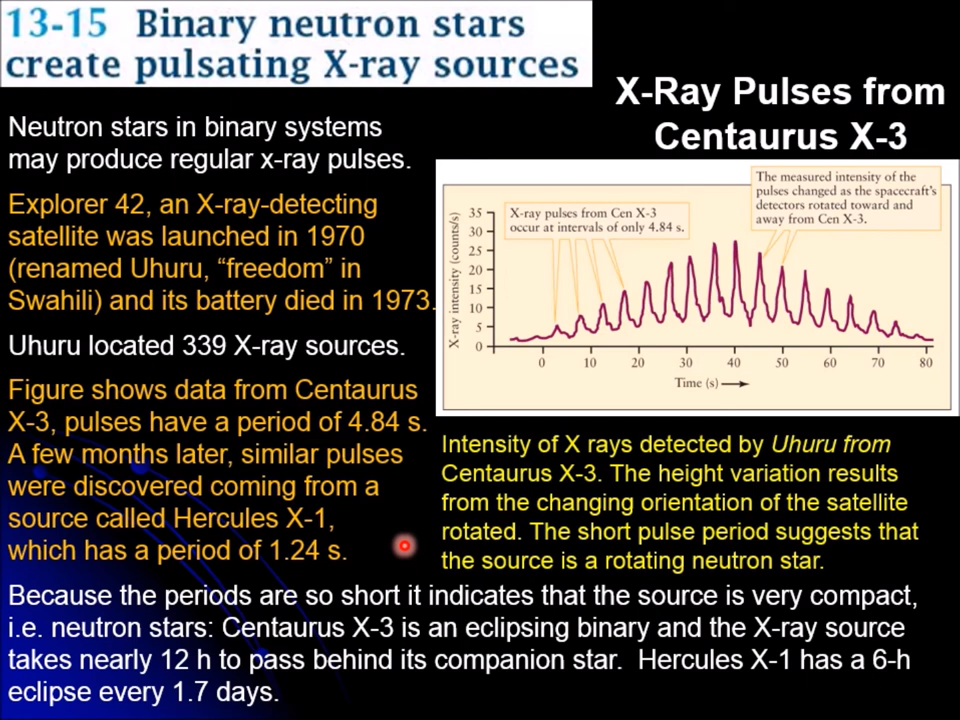 13-15 Binary neutron stars
create pulsating X-ray sources
X-Ray Pulses from
Centaurus X-3
Neutron stars in binary systems
may produce regular x-ray pulses.
Explorer 42, an X-ray-detecting
satellite was launched in 1970
(renamed Uhuru, “freedom” in
Swahili) and its battery died in 1973.
Uhuru located 339 X-ray sources.
Figure shows data from Centaurus
X-3, pulses have a period of 4.84 s.
A few months later, similar pulses
were discovered coming from a
source called Hercules X-1,
which has a period of 1.24 s.
The measured intensity of the
pulses changed as the spacecraft’s
detectors rotated toward and
away from Cen X-3.
X-ray pulses from Cen X-3
occur at intervals of only 4.84 s.
X-ray intensity (counts/s)
35
30
25
20
15
10
5
0
0 10 20 30 40 50 60 70 80
Time (s)
Intensity of X rays detected by Uhuru from
Centaurus X-3. The height variation results
from the changing orientation of the satellite
rotated. The short pulse period suggests that
the source is a rotating neutron star.
Because the periods are so short it indicates that the source is very compact,
i.e. neutron stars: Centaurus X-3 is an eclipsing binary and the X-ray source
takes nearly 12 h to pass behind its companion star. Hercules X-1 has a 6-h
eclipse every 1.7 days.